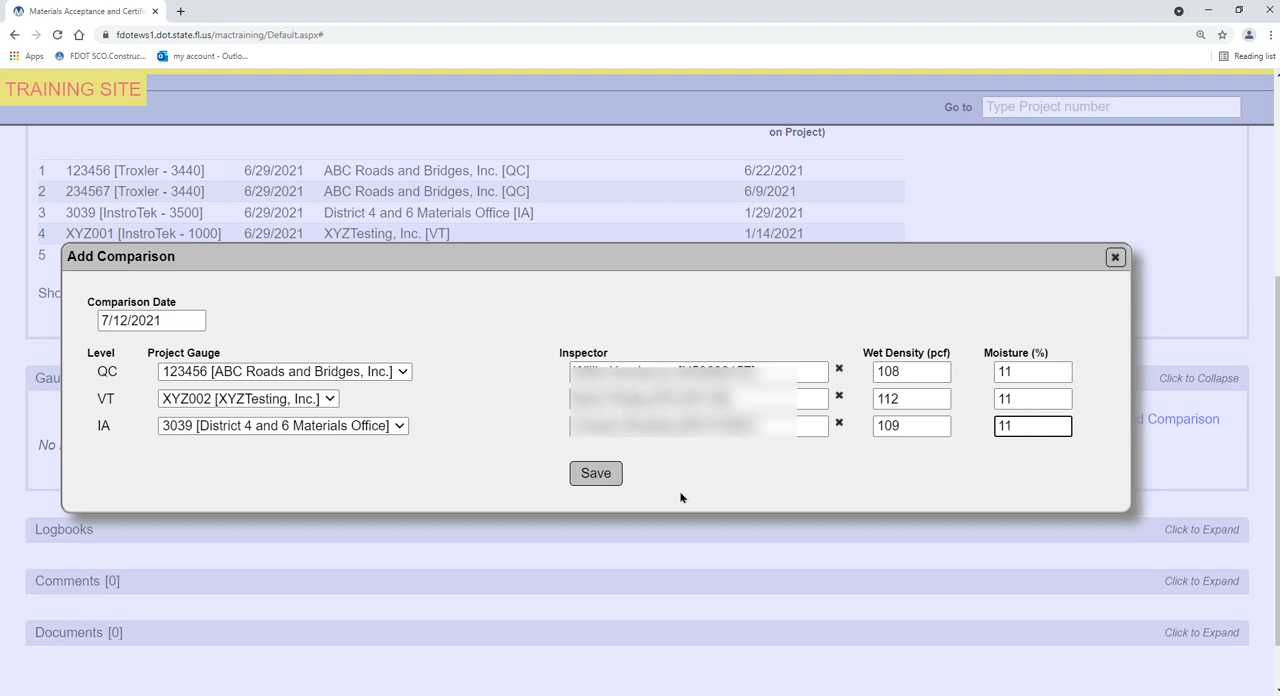 Materials Acceptance and Certifi
fdotews1.dot.state.fl.us/mactraining/Default.aspx#
Apps FDOT SCO.Construc... my account - Outlo... Reading list
TRAINING SITE
Go to Type Project number
on Project)
1 123456 [Troxler - 3440] 6/29/2021 ABC Roads and Bridges, Inc. [QC] 6/22/2021
2 234567 [Troxler - 3440] 6/29/2021 ABC Roads and Bridges, Inc. [QC] 6/9/2021
3 3039 [InstroTek - 3500] 6/29/2021 District 4 and 6 Materials Office [IA] 1/29/2021
4 XYZ001 [InstroTek - 1000] 6/29/2021 XYZTesting, Inc. [VT] 1/14/2021
5
Add Comparison
Comparison Date
7/12/2021
Level Project Gauge Inspector Wet Density (pcf) Moisture (%)
QC 123456 [ABC Roads and Bridges, Inc.] 108 11
VT XYZ002 [XYZTesting, Inc.] 112 11
IA 3039 [District 4 and 6 Materials Office] 109 11
Save
Click to Collapse
Comparison
No
Logbooks Click to Expand
Comments [0] Click to Expand
Documents [0] Click to Expand